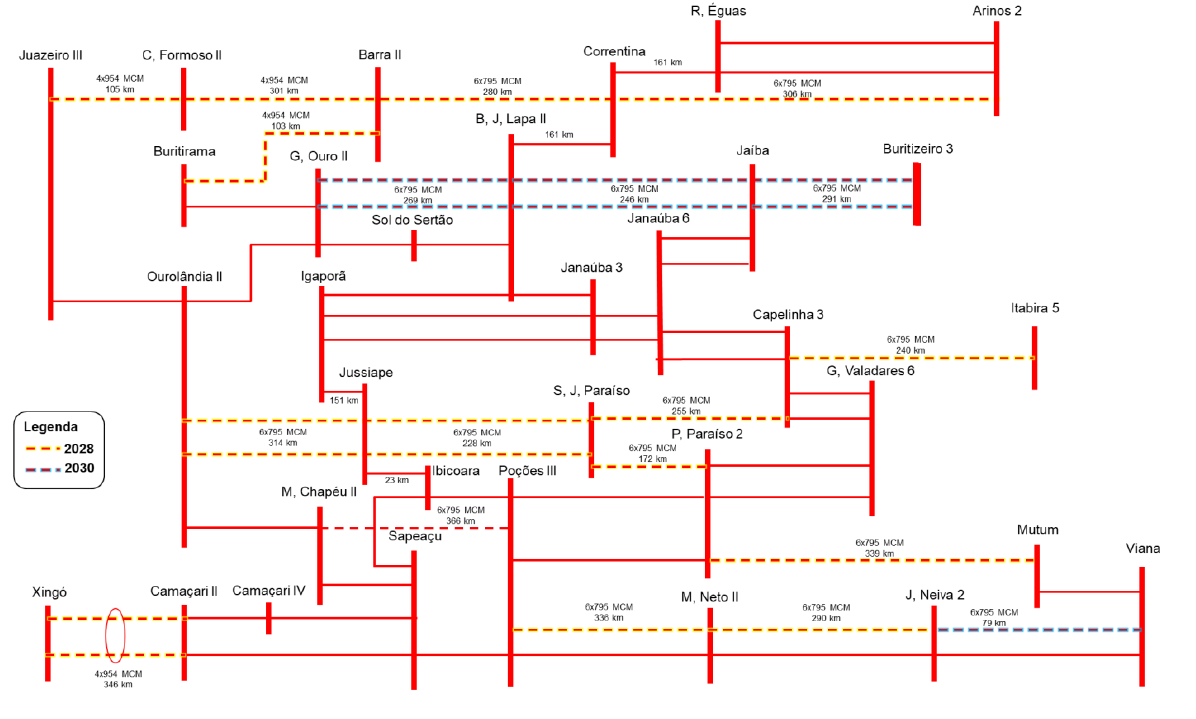 R, Éguas
Arinos 2
Juazeiro III
C, Formoso II
Barra II
Correntina
161 km
4x954 MCM
105 km
4x954 MCM
301 km
6x795 MCM
280 km
6x795 MCM
306 km
4x954 MCM
103 km
B, J, Lapa II
161 km
Buritirama
G, Ouro II
Jaíba
Buritizeiro 3
6x795 MCM
269 km
6x795 MCM
246 km
6x795 MCM
291 km
Sol do Sertão
Janaúba 6
Ourolândia II
Igaporã
Janaúba 3
Capelinha 3
Itabira 5
6x795 MCM
240 km
Jussiape
G, Valadares 6
151 km
S, J, Paraíso
6x795 MCM
255 km
Legenda
2028
2030
6x795 MCM
314 km
6x795 MCM
228 km
P, Paraíso 2
6x795 MCM
172 km
23 km
Ibicoara
Poções III
M, Chapéu II
6x795 MCM
366 km
Sapeaçu
Mutum
Viana
6x795 MCM
339 km
Xingó
Camaçari II
Camaçari IV
M, Neto II
J, Neiva 2
6x795 MCM
336 km
6x795 MCM
290 km
6x795 MCM
79 km
4x954 MCM
346 km